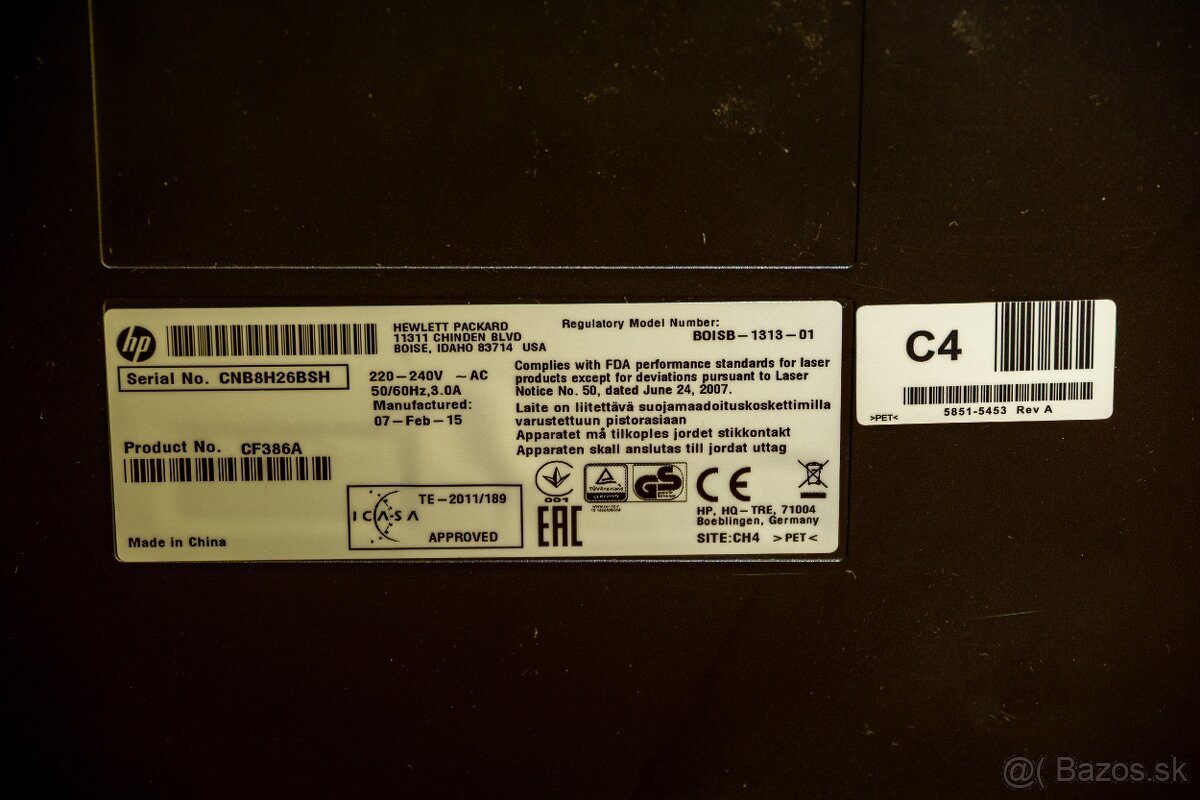 hp
HEWLETT PACKARD
11311 CHINDEN BLVD
BOISE, IDAHO 83714 USA
Regulatory Model Number:
BOISB-1313-01
Serial No. CNB8H26BSH
220-240V ~ AC
50/60Hz,3.0A
Manufactured:
07-Feb-15
Complies with FDA performance standards for laser
products except for deviations pursuant to Laser
Notice No. 50, dated June 24, 2007.
Laite on liitettävä suojamaadoituskoskettimilla
varustettuun pistorasiaan
Apparatet må tilkoples jordet stikkontakt
Apparaten skall anslutas till jordat uttag
Product No. CF386A
ICASA
TE-2011/189
APPROVED
001
EAC
GS
CE
HP, HQ-TRE, 71004
Boeblingen, Germany
SITE:CH4 >PET<
Made in China
C4
5851-5453 Rev A
>PET<
@( Bazos.sk